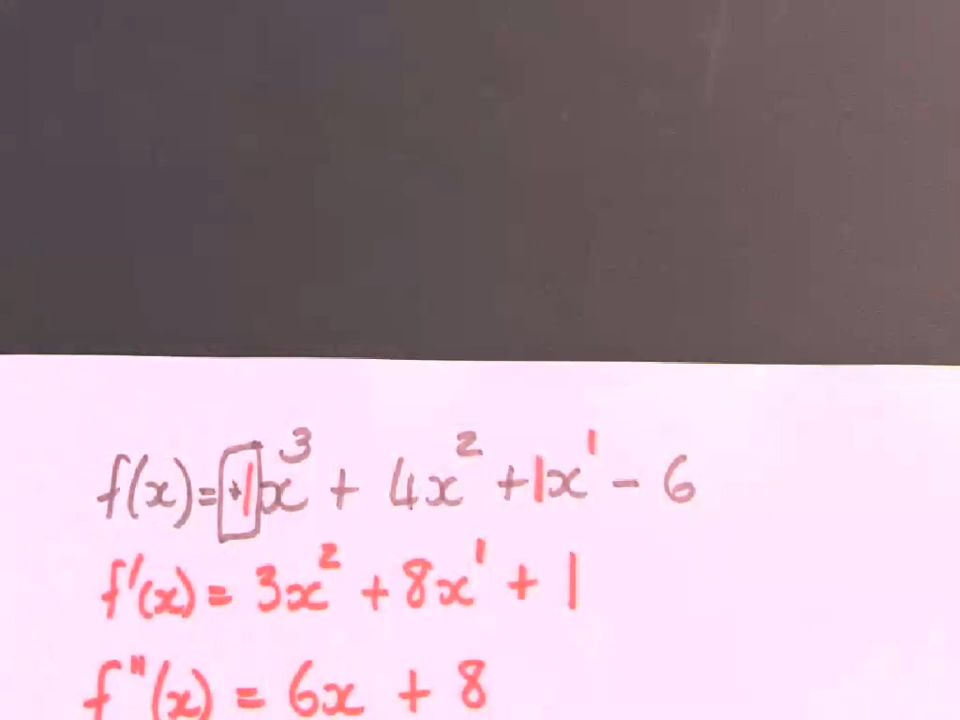 f(x)=+1x³ + 4x² +1x¹ - 6
f'(x) = 3x² + 8x¹ + 1
f"(x) = 6x + 8